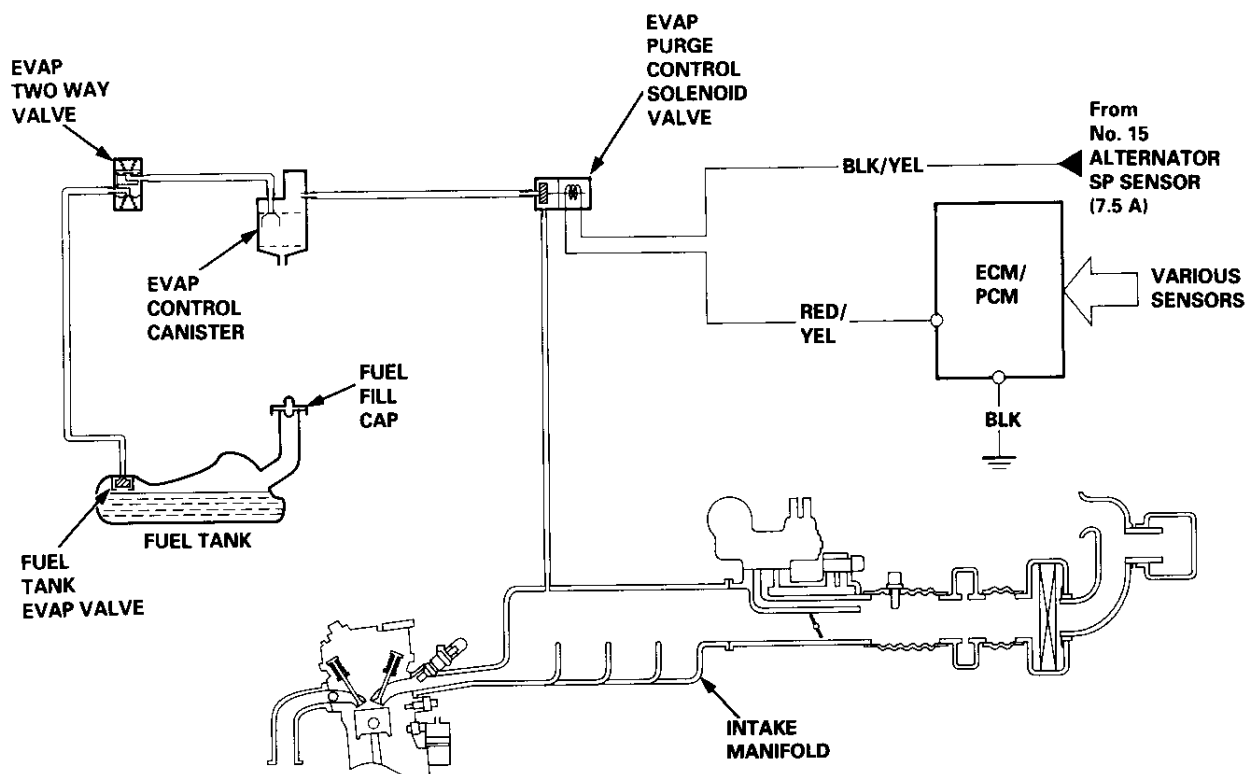 EVAP
PURGE
CONTROL
SOLENOID
VALVE
EVAP
TWO WAY
VALVE
From
No. 15
ALTERNATOR
SP SENSOR
(7.5 A)
BLK/YEL
EVAP
CONTROL
CANISTER
ECM/
PCM
VARIOUS
SENSORS
RED/
YEL
FUEL
FILL
CAP
BLK
FUEL TANK
FUEL
TANK
EVAP VALVE
INTAKE
MANIFOLD